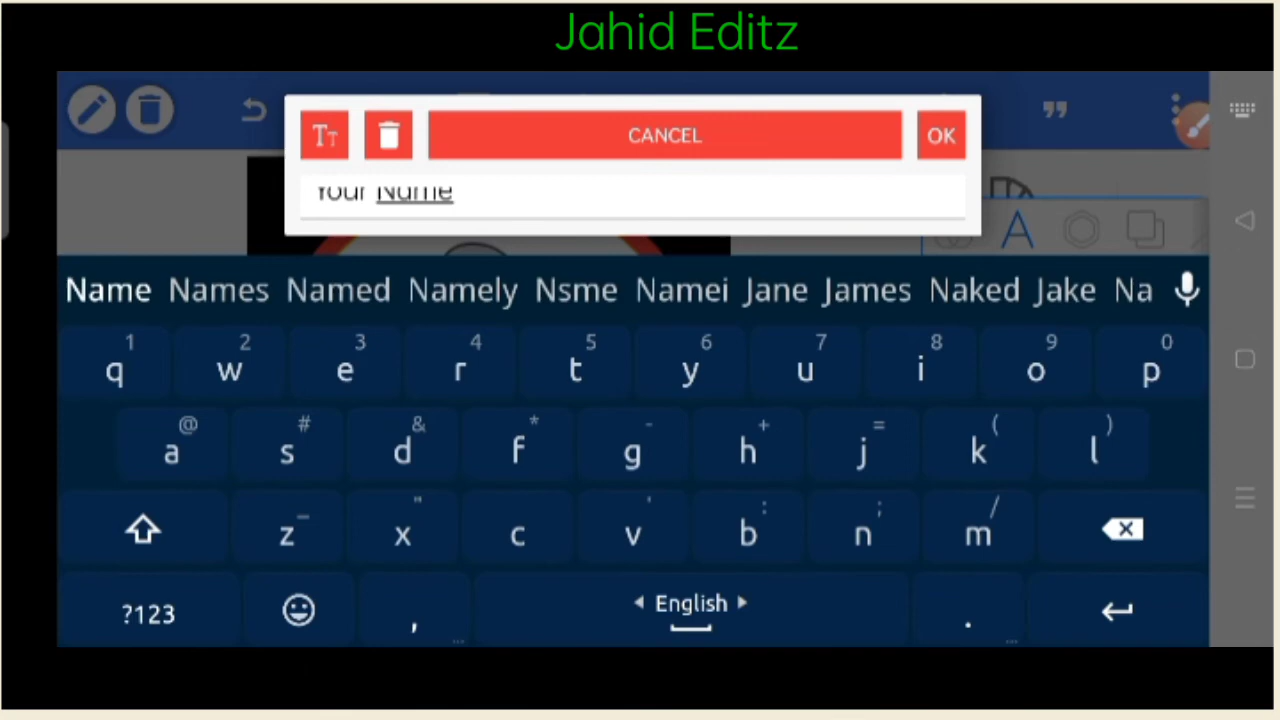 Jahid Editz
TT CANCEL OK
Your Name
Name Names Named Namely Nsme Namei Jane James Naked Jake Na
1 2 3 4 5 6 7 8 9 0
q w e r t y u i o p
@ # & * - + = ( )
a s d f g h j k l
_ " ' : ; /
z x c v b n m
?123 , English .